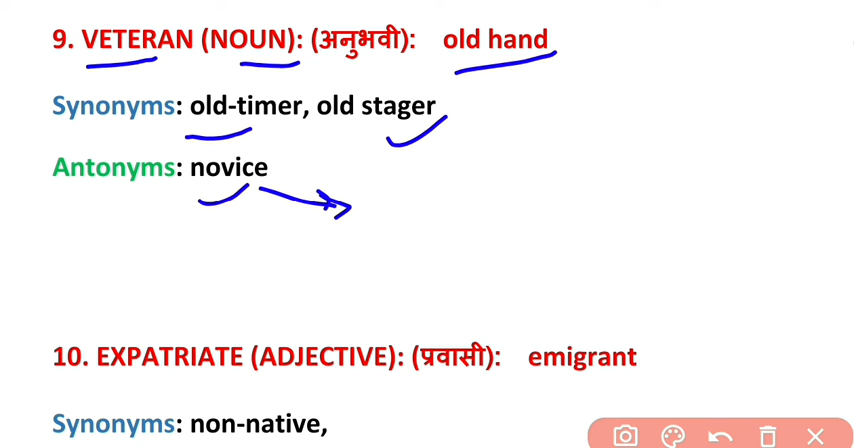 9. VETERAN (NOUN): (अनुभवी): old hand
Synonyms: old-timer, old stager
Antonyms: novice
10. EXPATRIATE (ADJECTIVE): (प्रवासी): emigrant
Synonyms: non-native,